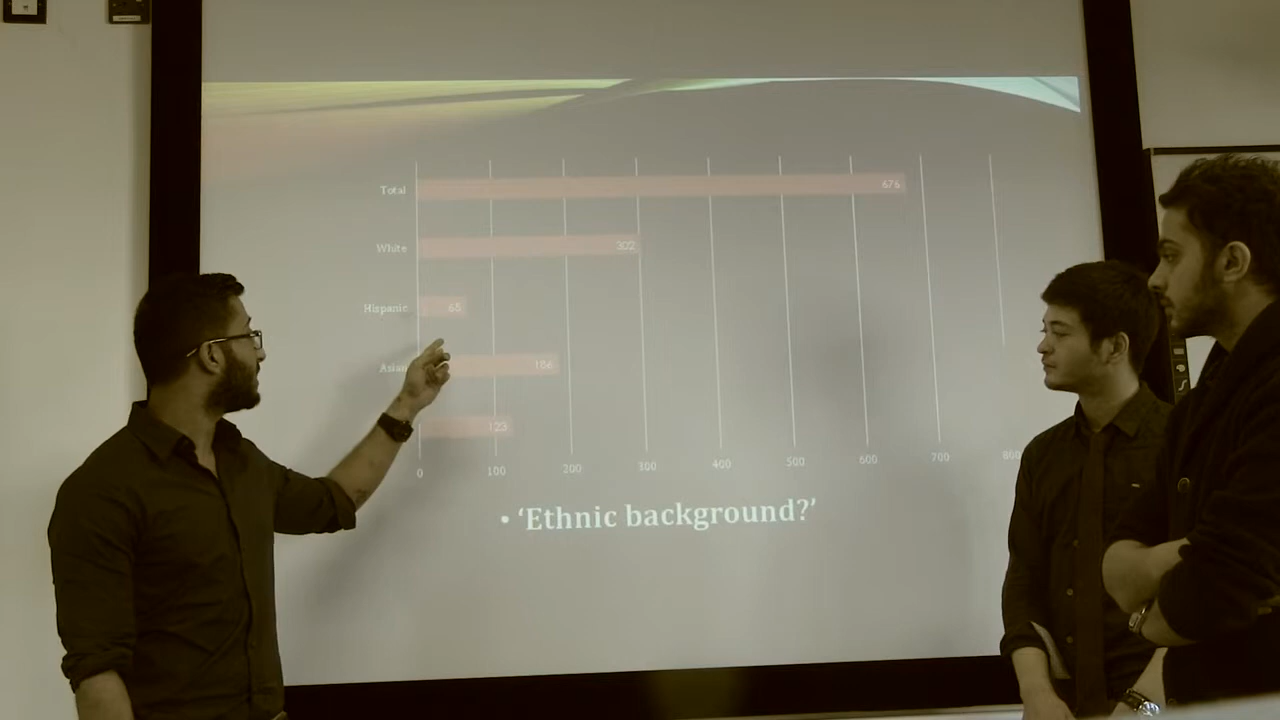 Total 676
White 302
Hispanic 65
Asian 186
123
0 100 200 300 400 500 600 700 800
• ‘Ethnic background?’